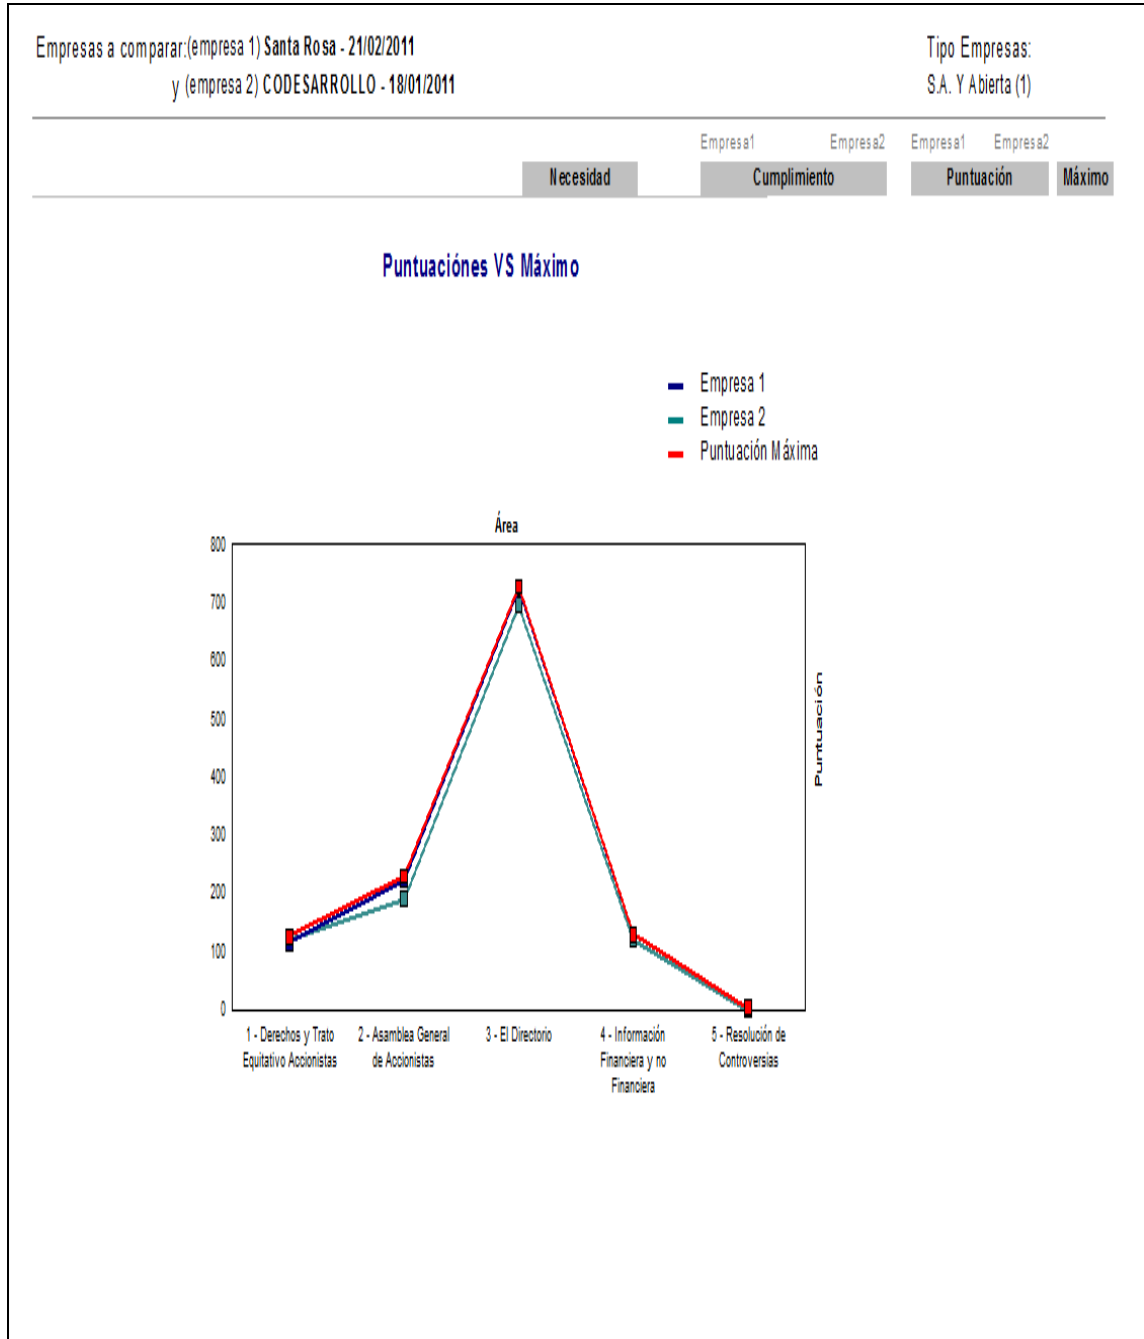 Empresas a comparar:(empresa 1) Santa Rosa - 21/02/2011
y (empresa 2) CODESARROLLO - 18/01/2011
Tipo Empresas:
S.A. Y Abierta (1)
Empresa1 Empresa2 Empresa1 Empresa2
Necesidad Cumplimiento Puntuación Máximo
Puntuaciónes VS Máximo
Empresa 1
Empresa 2
Puntuación Máxima
Área
800
700
600
500
400
300
200
100
0
Puntuación
1 - Derechos y Trato
Equitativo Accionistas
2 - Asamblea General
de Accionistas
3 - El Directorio
4 - Información
Financiera y no
Financiera
5 - Resolución de
Controversias